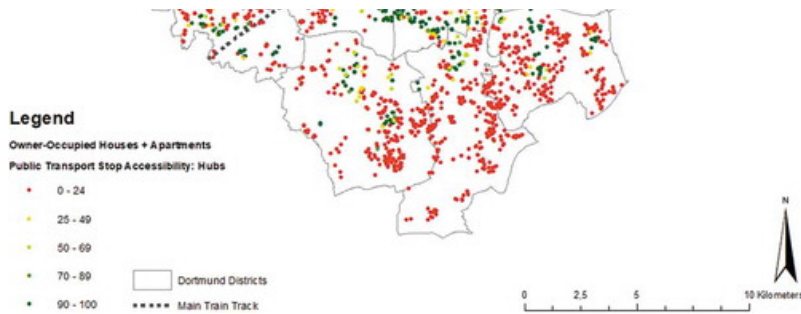 Legend
Owner-Occupied Houses + Apartments
Public Transport Stop Accessibility: Hubs
0 - 24
25 - 49
50 - 69
70 - 89
90 - 100
Dortmund Districts
Main Train Track
N
0 2,5 5 10 Kilometers